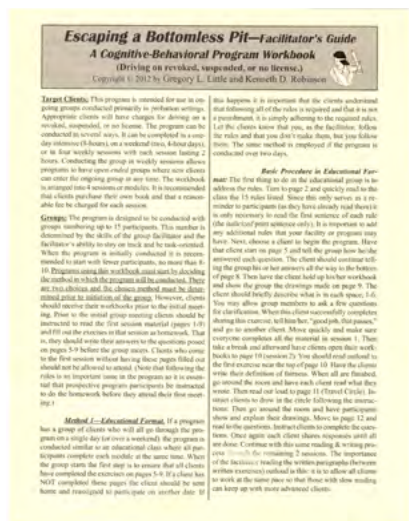 Escaping a Bottomless Pit—Facilitator's Guide
A Cognitive-Behavioral Program Workbook
(Driving on revoked, suspended, or no license.)
Copyright © 2012 by Gregory L. Little and Kenneth D. Robinson
Target Clients: This program is intended for use in on-
going groups conducted primarily in probation settings.
Appropriate clients will have charges for driving on a
revoked, suspended, or no license. The program can be
conducted in several ways. It can be completed in a one-
day intensive (8-hours), on a weekend (two, 4-hour days),
or in four weekly sessions with each session lasting 2
hours. Conducting the group in weekly sessions allows
programs to have open-ended groups where new clients
can enter the ongoing group at any time. The workbook
is arranged into 4 sessions or modules. It is recommended
that clients purchase their own book and that a reason-
able fee be charged for each session.
Groups: The program is designed to be conducted with
groups numbering up to 15 participants. This number is
determined by the skills of the group facilitator and the
facilitator's ability to stay on track and be task-oriented.
When the program is initially conducted it is recom-
mended to start with fewer participants, no more than 8-
10. Programs using this workbook must start by deciding
the method in which the program will be conducted. There
are two choices and the chosen method must be deter-
mined prior to initiation of the group. However, clients
should receive their workbooks prior to the initial meet-
ing. Prior to the initial group meeting clients should be
instructed to read the first session material (pages 1-9)
and fill out the exercises in that session as homework. That
is, they should write their answers to the questions posed
on pages 5-9 before the group meets. Clients who come
to the first session without having these pages filled out
should not be allowed to attend. (Note that following the
rules is an important issue in the program so it is essen-
tial that prospective program participants be instructed
to do the homework before they attend their first meet-
ing.)
Method 1—Educational Format. If a program
has a group of clients who will all go through the pro-
gram on a single day (or over a weekend), the program is
conducted similar to an educational class where all par-
ticipants complete each module at the same time. When
the group starts the first step is to ensure that all clients
have completed the exercises on pages 5-9. If a client has
NOT completed these pages the client should be sent
home and reassigned to participate on another date. If
this happens it is important that the clients understand
that following all of the rules is required and that it is not
a punishment, it is simply adhering to the required rules.
Let the clients know that you, as the facilitator, follow
the rules and that you don't make them, but you follow
them. The same method is employed if the program is
conducted over two days.
Basic Procedure in Educational For-
mat: The first thing to do in the educational group is to
address the rules. Turn to page 2 and quickly read to the
class the 15 rules listed. Since this only serves as a re-
minder to participants (as they have already read them) it
is only necessary to read the first sentence of each rule
(the italicized point sentence only). It is important to add
any additional rules that your facility or program may
have. Next, choose a client to begin the program. Have
that client start on page 5 and tell the group how he/she
answered each question. The client should continue tell-
ing the group his or her answers all the way to the bottom
of page 8. Then have the client hold up his/her workbook
and show the group the drawings made on page 9. The
client should briefly describe what is in each space, 1-6.
You may allow group members to ask a few questions
for clarification. When this client successfully completes
during this exercise, tell him/her, "good job, that passes,"
and go to another client. Move quickly and make sure
everyone completes all the material in session 1. Then
take a break and afterward have clients open their work-
books to page 10 (session 2). You should read outloud to
the first exercise near the top of page 10. Have the clients
write their definition of fairness. When all are finished,
go around the room and have each client read what they
wrote. Then read out loud to page 11 (Travel Circle). In-
struct clients to draw in the circle following the instruc-
tions. Then go around the room and have participants
show and explain their drawings. Move to page 12 and
read to the questions. Instruct clients to complete the ques-
tions. Once again each client shares responses until all
are done. Continue with this same reading & writing pro-
cess through the remaining 2 sessions. The importance
of the facilitator reading the written paragraphs (between
written exercises) outloud is this: it is to allow all clients
to work at the same pace so that those with slow reading
can keep up with more advanced clients.